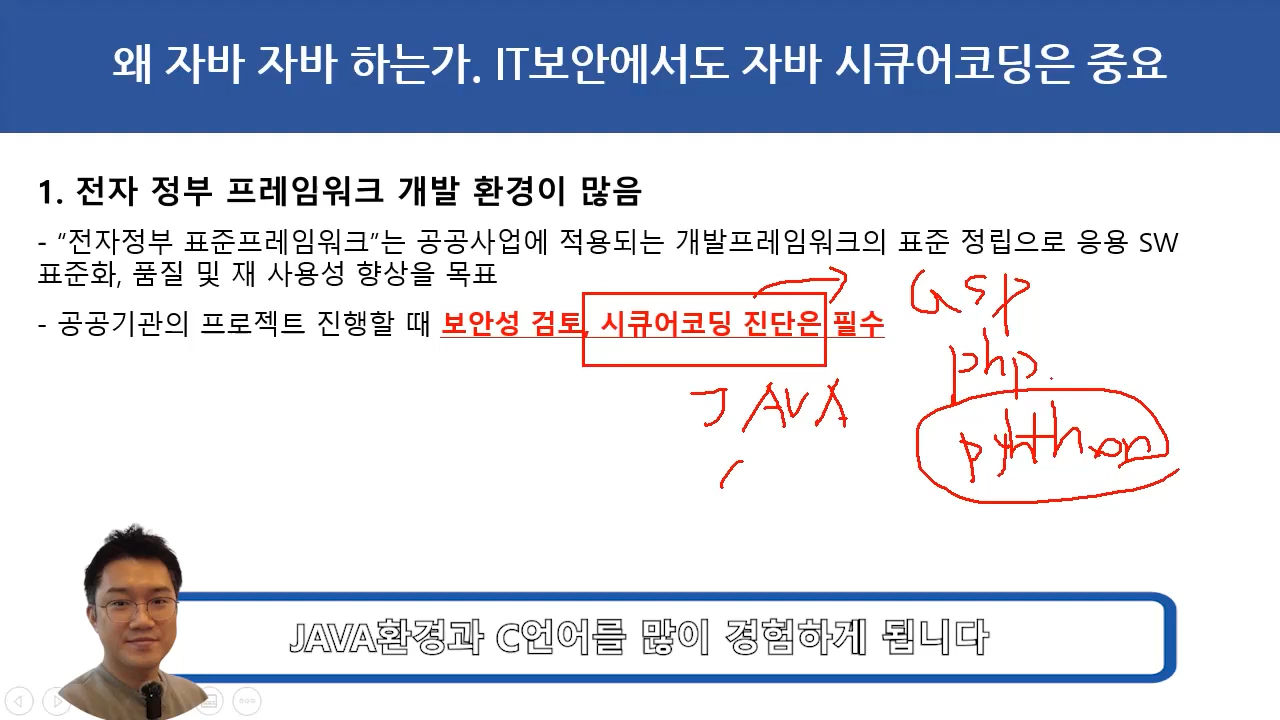 왜 자바 자바 하는가. IT보안에서도 자바 시큐어코딩은 중요
1. 전자 정부 프레임워크 개발 환경이 많음
- “전자정부 표준프레임워크”는 공공사업에 적용되는 개발프레임워크의 표준 정립으로 응용 SW
표준화, 품질 및 재 사용성 향상을 목표
- 공공기관의 프로젝트 진행할 때 보안성 검토, 시큐어코딩 진단은 필수
php
JAVA
python
JAVA환경과 C언어를 많이 경험하게 됩니다